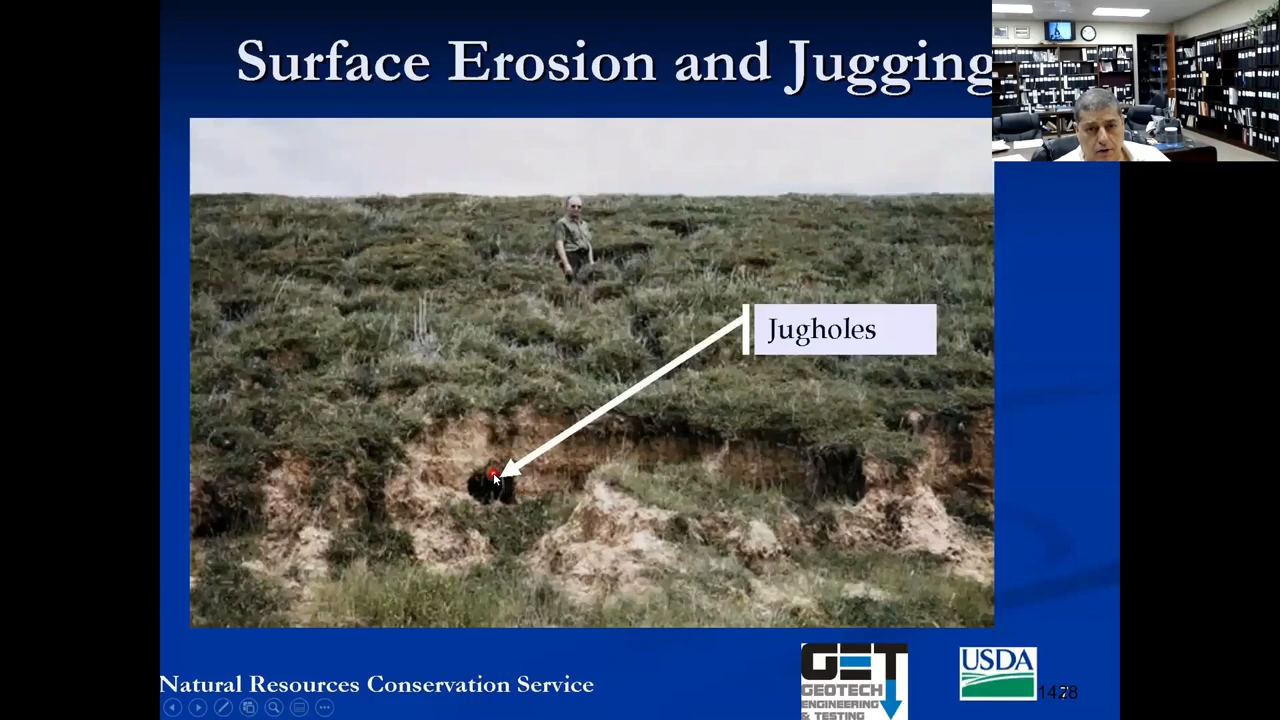 Surface Erosion and Jugging
Jugholes
Natural Resources Conservation Service
GET
GEOTECH
ENGINEERING
& TESTING
USDA